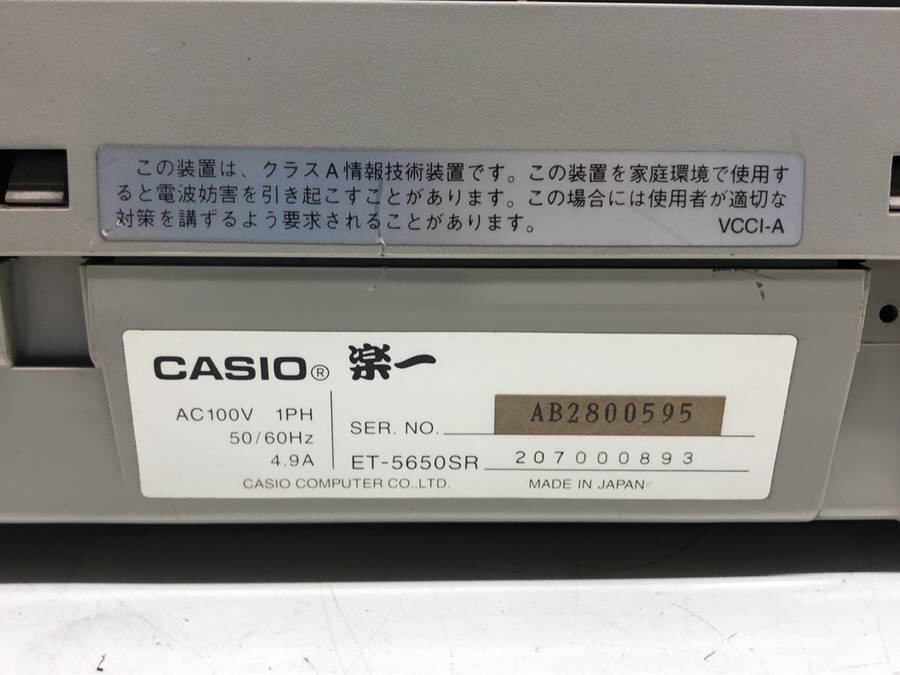 この装置は、クラスA情報技術装置です。この装置を家庭環境で使用す
ると電波妨害を引き起こすことがあります。この場合には使用者が適切な
対策を講ずるよう要求されることがあります。 VCCI-A
CASIO® 楽一
AC100V 1PH
50/60Hz
4.9A
SER. NO. AB2800595
ET-5650SR 207000893
CASIO COMPUTER CO.,LTD. MADE IN JAPAN